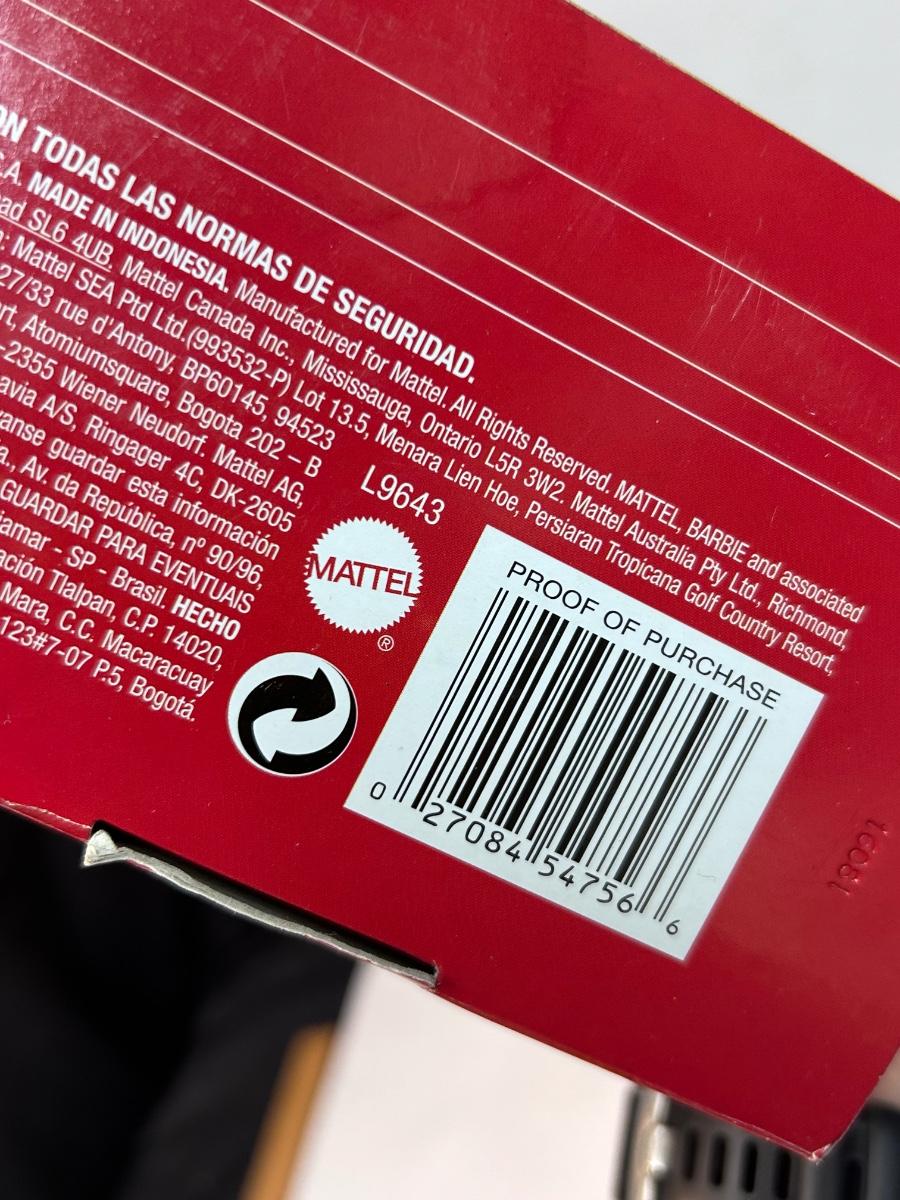 ON TODAS LAS NORMAS DE SEGURIDAD.
.A. MADE IN INDONESIA. Manufactured for Mattel. All Rights Reserved. MATTEL, BARBIE and associated
ad SL6 4UB. Mattel Canada Inc., Mississauga, Ontario L5R 3W2. Mattel Australia Pty Ltd., Richmond,
: Mattel SEA Ptd Ltd.(993532-P) Lot 13.5, Menara Lien Hoe, Persiaran Tropicana Golf Country Resort,
27/33 rue d'Antony, BP60145, 94523
rt, Atomiumsquare, Bogota 202 – B
-2355 Wiener Neudorf. Mattel AG,
avia A/S, Ringager 4C, DK-2605
anse guardar esta información
a., Av. da República, nº 90/96,
GUARDAR PARA EVENTUAIS
amar - SP - Brasil. HECHO
ación Tlalpan, C.P. 14020,
Mara, C.C. Macaracuay
123#7-07 P.5, Bogotá.
L9643
MATTEL
®
PROOF OF PURCHASE
0 27084 54756 6